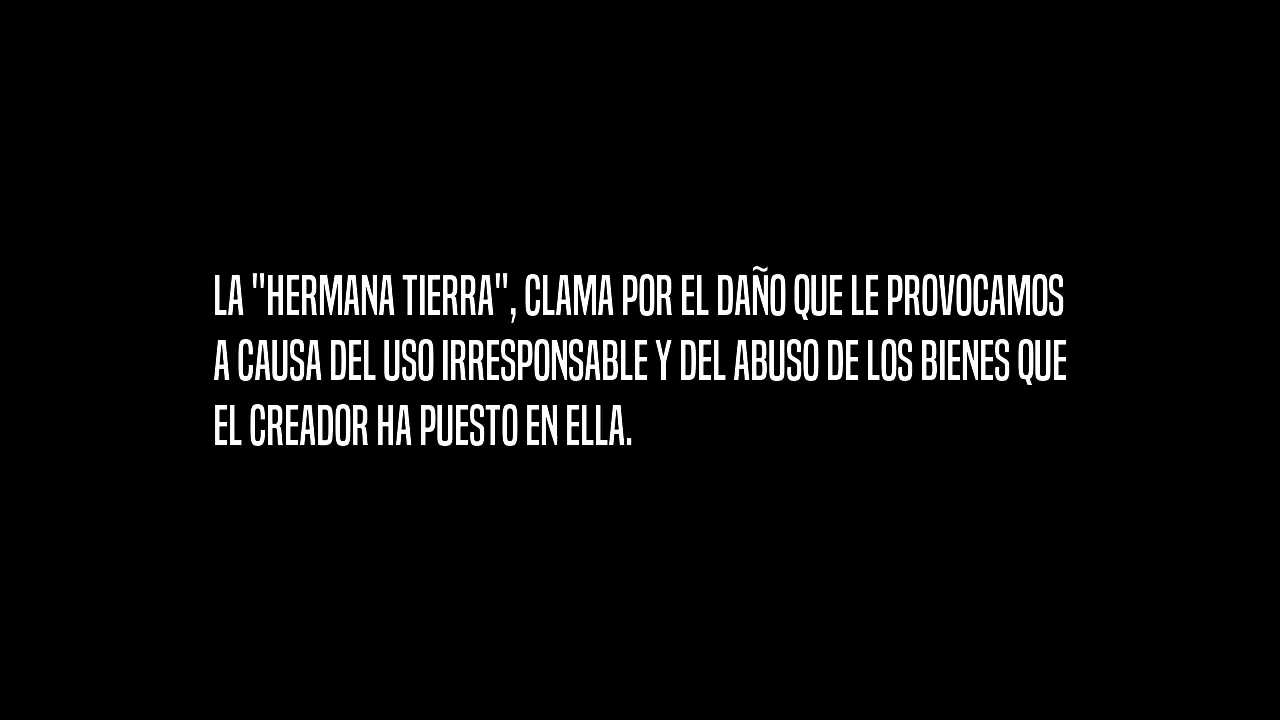 LA "HERMANA TIERRA", CLAMA POR EL DAÑO QUE LE PROVOCAMOS
A CAUSA DEL USO IRRESPONSABLE Y DEL ABUSO DE LOS BIENES QUE
EL CREADOR HA PUESTO EN ELLA.